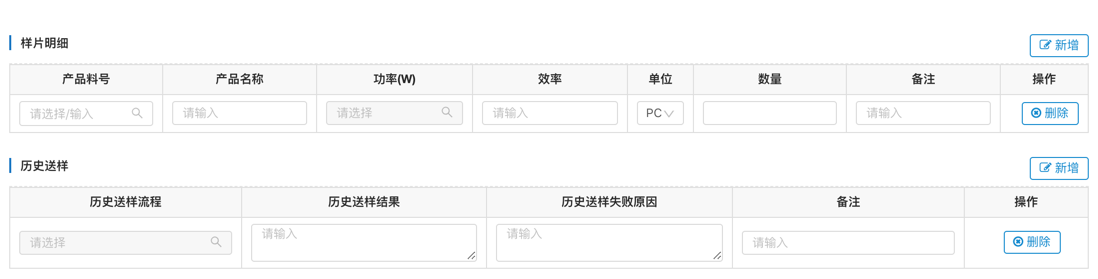 样片明细
新增
产品料号 产品名称 功率(W) 效率 单位 数量 备注 操作
请选择/输入 请输入 请选择 请输入 PC 请输入 删除
历史送样
新增
历史送样流程 历史送样结果 历史送样失败原因 备注 操作
请选择 请输入 请输入 请输入 删除